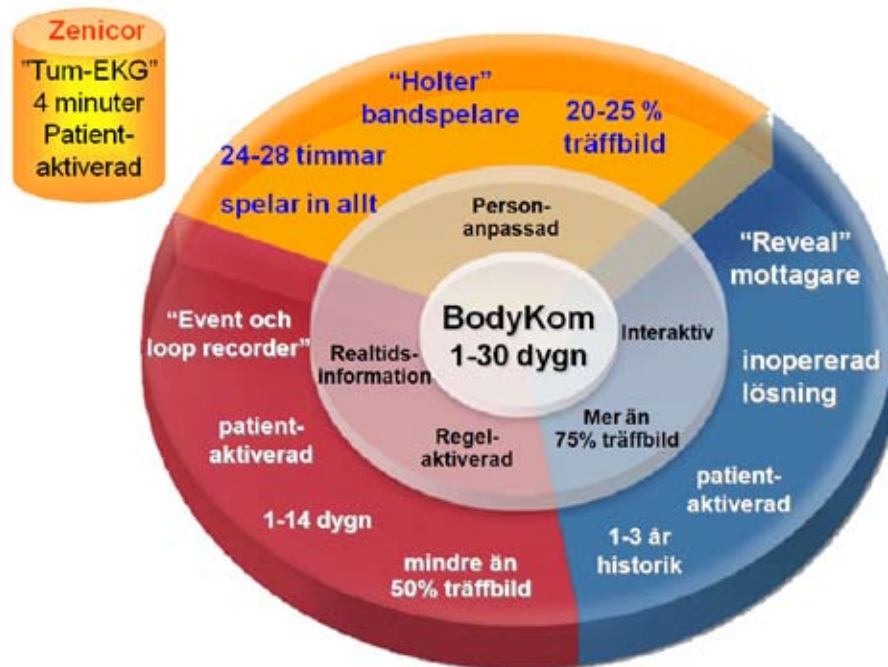 Zenicor
"Tum-EKG"
4 minuter
Patient-
aktiverad
“Holter”
bandspelare
20-25 %
träffbild
24-28 timmar
spelar in allt
Person-
anpassad
“Reveal”
mottagare
inopererad
lösning
patient-
aktiverad
1-3 år
historik
“Event och
loop recorder”
patient-
aktiverad
1-14 dygn
mindre än
50% träffbild
BodyKom
1-30 dygn
Interaktiv
Mer än
75% träffbild
Regel-
aktiverad
Realtids-
information